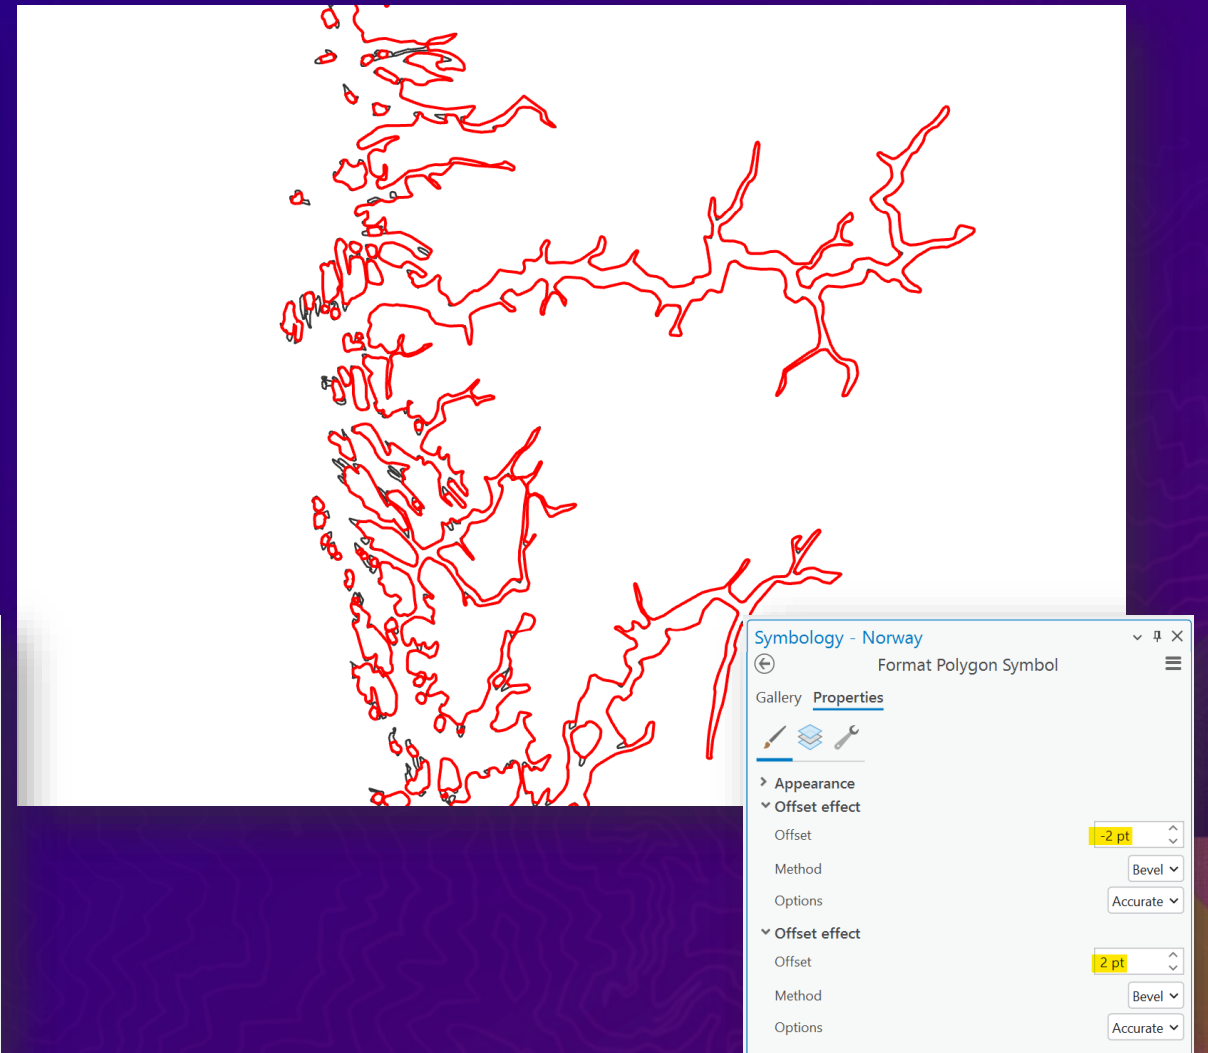 Symbology - Norway
Format Polygon Symbol
Gallery Properties
Appearance
Offset effect
Offset -2 pt
Method Bevel
Options Accurate
Offset effect
Offset 2 pt
Method Bevel
Options Accurate